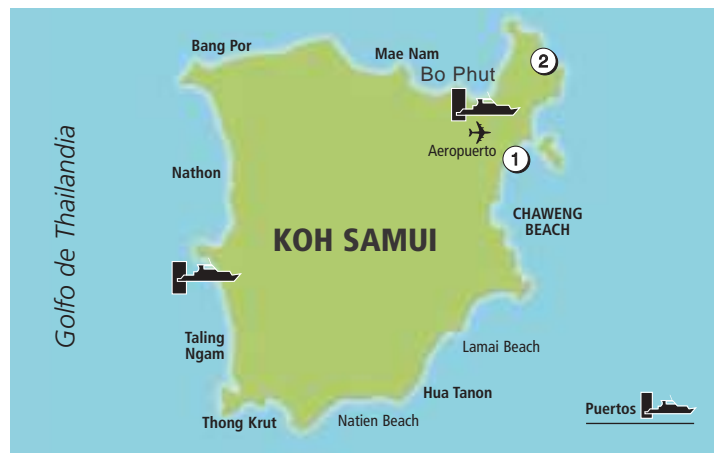 Bang Por
Mae Nam
Bo Phut
2
Aeropuerto
1
Nathon
Golfo de Thailandia
CHAWENG
BEACH
KOH SAMUI
Taling
Ngam
Lamai Beach
Hua Tanon
Thong Krut
Natien Beach
Puertos